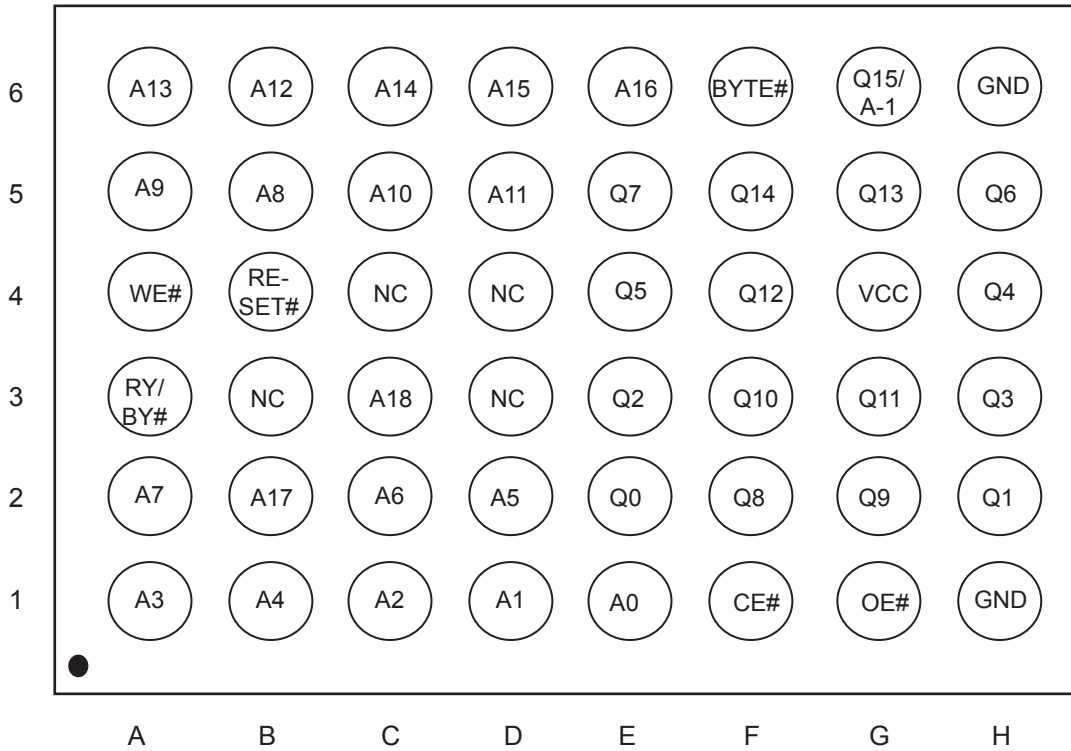 6 A13 A12 A14 A15 A16 BYTE# Q15/ A-1 GND
5 A9 A8 A10 A11 Q7 Q14 Q13 Q6
4 WE# RE- SET# NC NC Q5 Q12 VCC Q4
3 RY/ BY# NC A18 NC Q2 Q10 Q11 Q3
2 A7 A17 A6 A5 Q0 Q8 Q9 Q1
1 A3 A4 A2 A1 A0 CE# OE# GND
A B C D E F G H